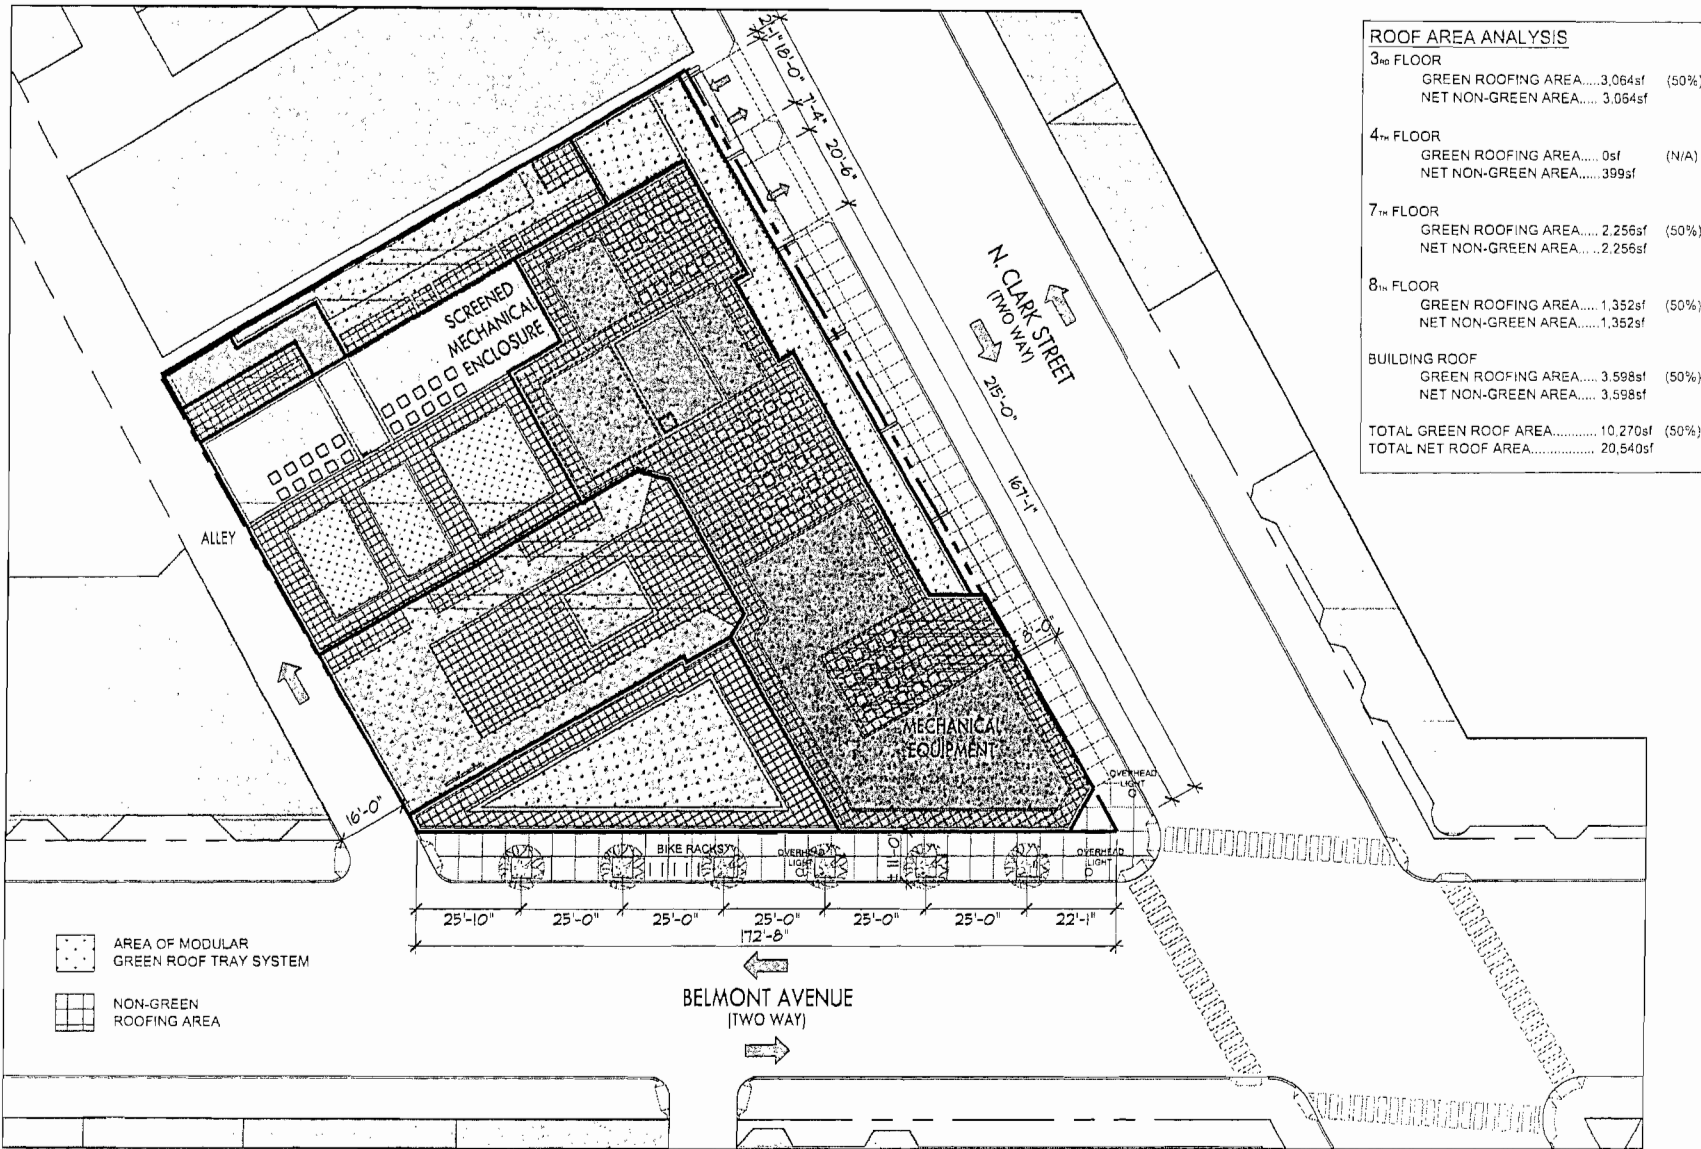 ROOF AREA ANALYSIS
3RD FLOOR
GREEN ROOFING AREA.....3,064sf (50%)
NET NON-GREEN AREA..... 3,064sf
4TH FLOOR
GREEN ROOFING AREA..... 0sf (N/A)
NET NON-GREEN AREA......399sf
7TH FLOOR
GREEN ROOFING AREA..... 2,256sf (50%)
NET NON-GREEN AREA.....2,256sf
8TH FLOOR
GREEN ROOFING AREA..... 1,352sf (50%)
NET NON-GREEN AREA.....1,352sf
BUILDING ROOF
GREEN ROOFING AREA..... 3,598sf (50%)
NET NON-GREEN AREA..... 3,598sf
TOTAL GREEN ROOF AREA........... 10,270sf (50%)
TOTAL NET ROOF AREA................ 20,540sf
18'-0"
7'-4"
20'-6"
N. CLARK STREET
(TWO WAY)
215'-0"
167'-1"
8'-0"
SCREENED
MECHANICAL
ENCLOSURE
ALLEY
MECHANICAL
EQUIPMENT
OVERHEAD
LIGHT
16'-0"
BIKE RACKS
OVERHEAD
LIGHT
± 11'-0"
OVERHEAD
LIGHT
25'-10" 25'-0" 25'-0" 25'-0" 25'-0" 25'-0" 22'-1"
172'-8"
BELMONT AVENUE
(TWO WAY)
AREA OF MODULAR
GREEN ROOF TRAY SYSTEM
NON-GREEN
ROOFING AREA